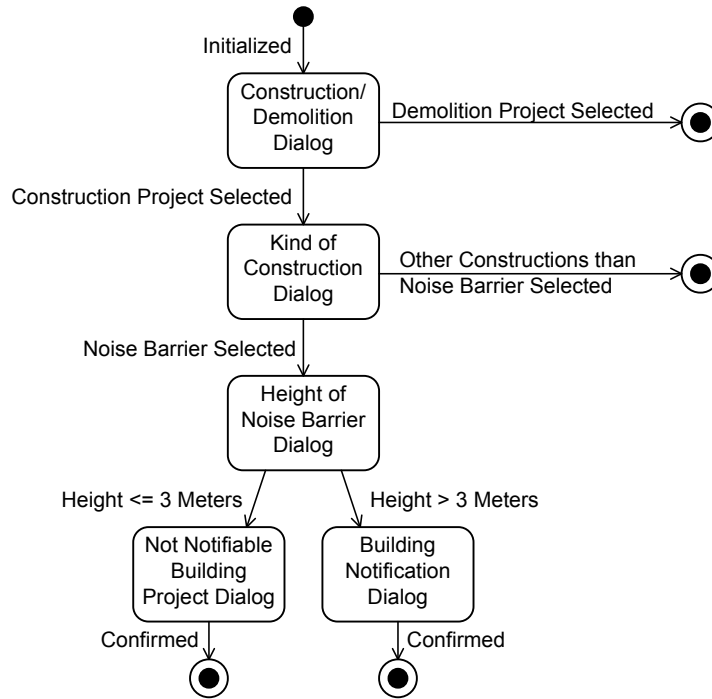 Initialized
Construction/
Demolition
Dialog
Demolition Project Selected
Construction Project Selected
Kind of
Construction
Dialog
Other Constructions than
Noise Barrier Selected
Noise Barrier Selected
Height of
Noise Barrier
Dialog
Height <= 3 Meters
Height > 3 Meters
Not Notifiable
Building
Project Dialog
Building
Notification
Dialog
Confirmed
Confirmed